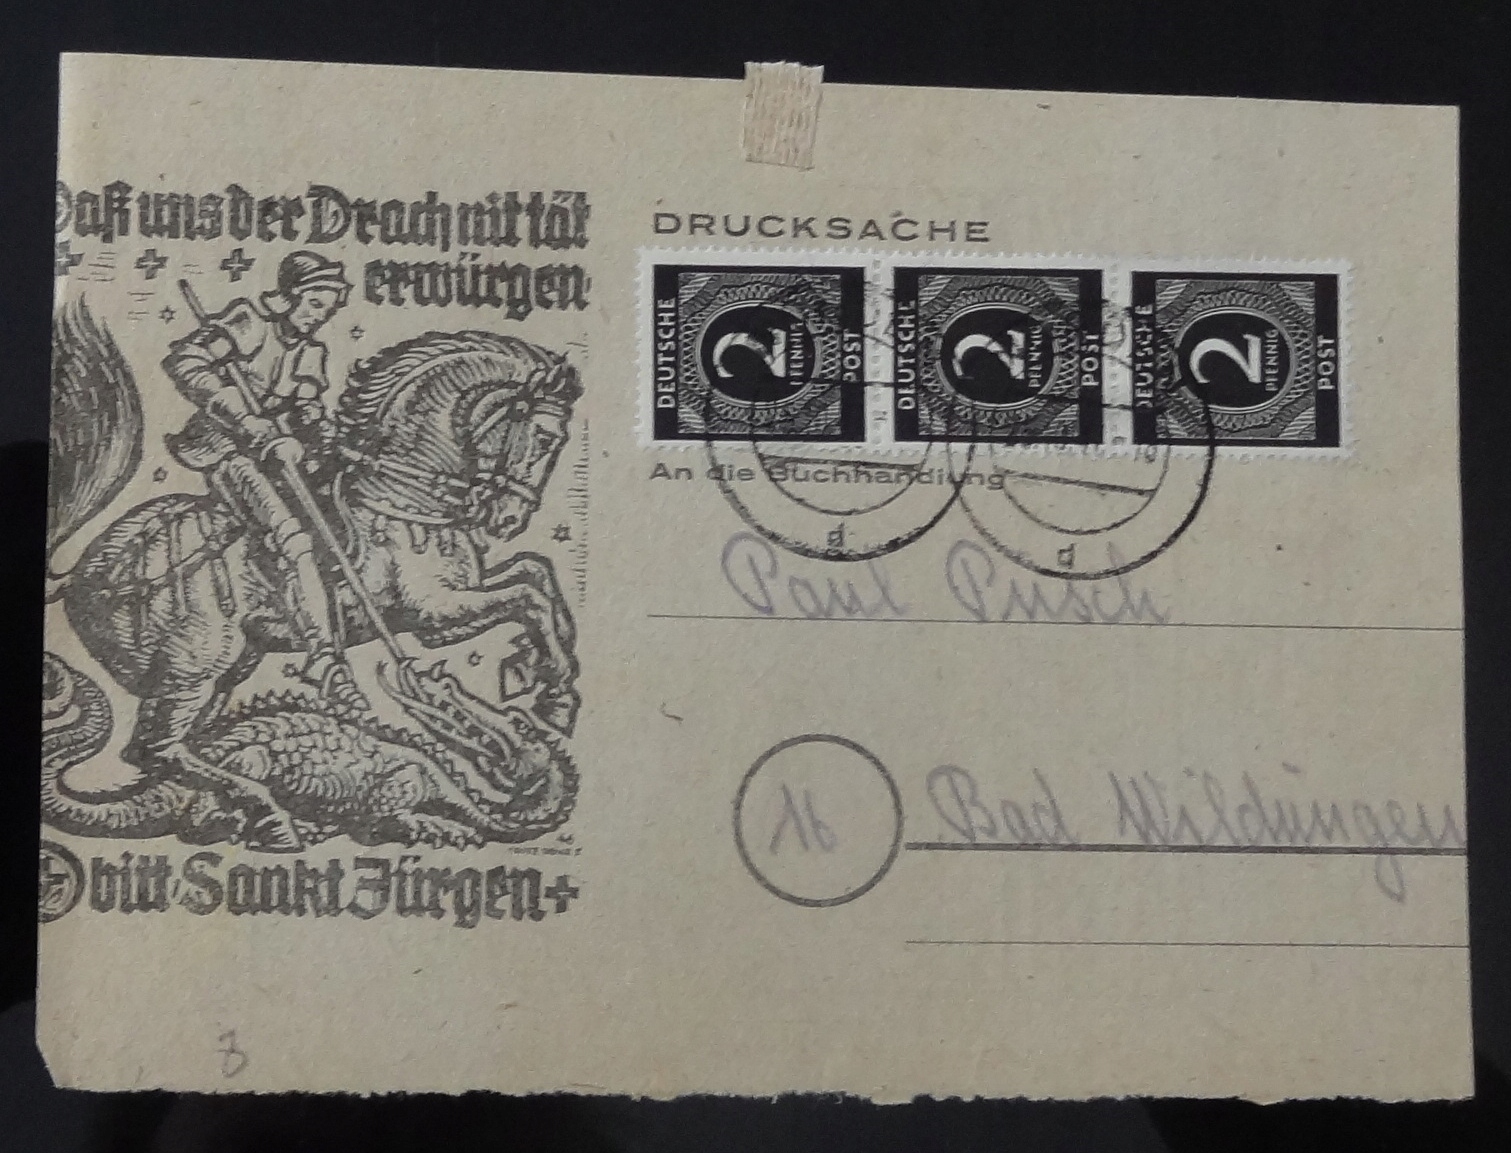 Daß uns der Drach nit tät
erwürgen
bitt Sankt Jürgen
DRUCKSACHE
DEUTSCHE 2 PFENNIG POST
DEUTSCHE 2 PFENNIG POST
DEUTSCHE 2 PFENNIG POST
An die Buchhandlung
d d
Paul Pusch
16 Bad Wildungen
8